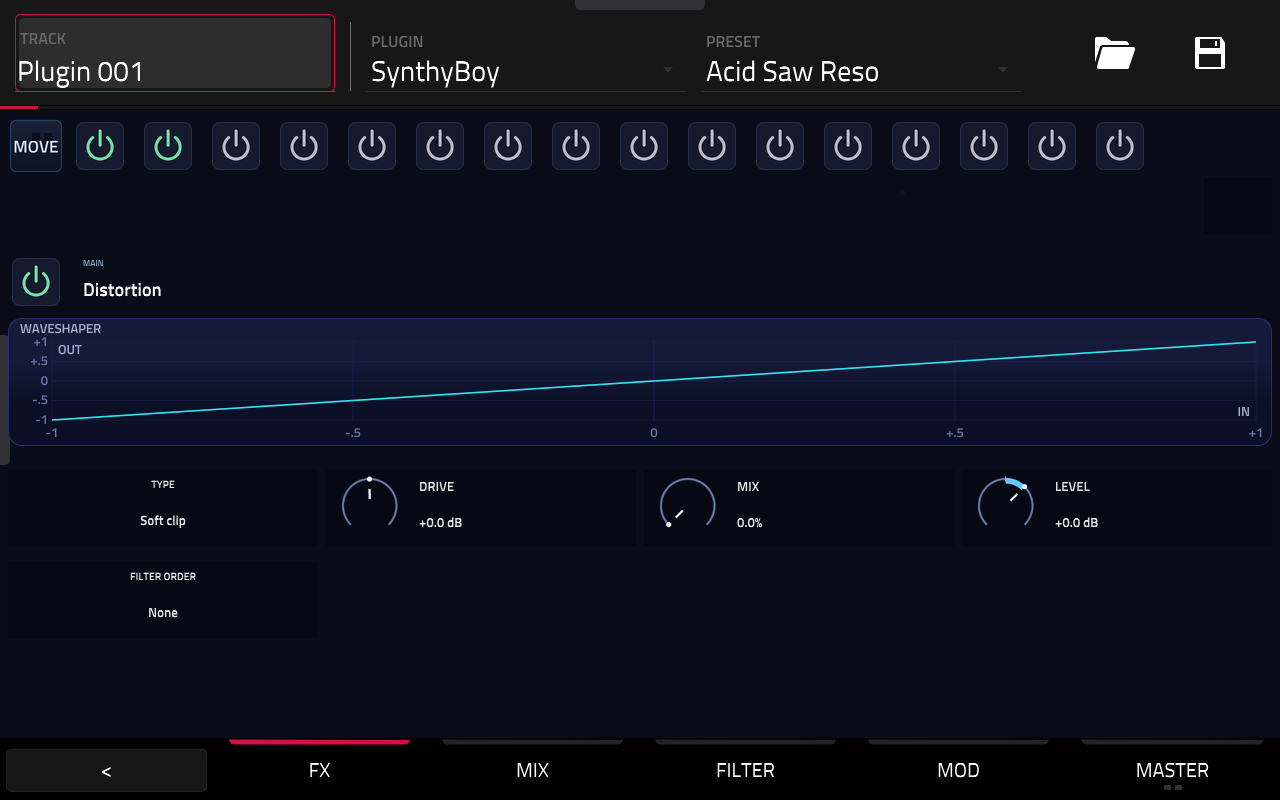 TRACK
Plugin 001
PLUGIN
SynthyBoy
PRESET
Acid Saw Reso
MOVE
MAIN
Distortion
WAVESHAPER
+1
OUT
+.5
0
-.5
-1
IN
-1
-.5
0
+.5
+1
TYPE
Soft clip
DRIVE
+0.0 dB
MIX
0.0%
LEVEL
+0.0 dB
FILTER ORDER
None
<
FX
MIX
FILTER
MOD
MASTER